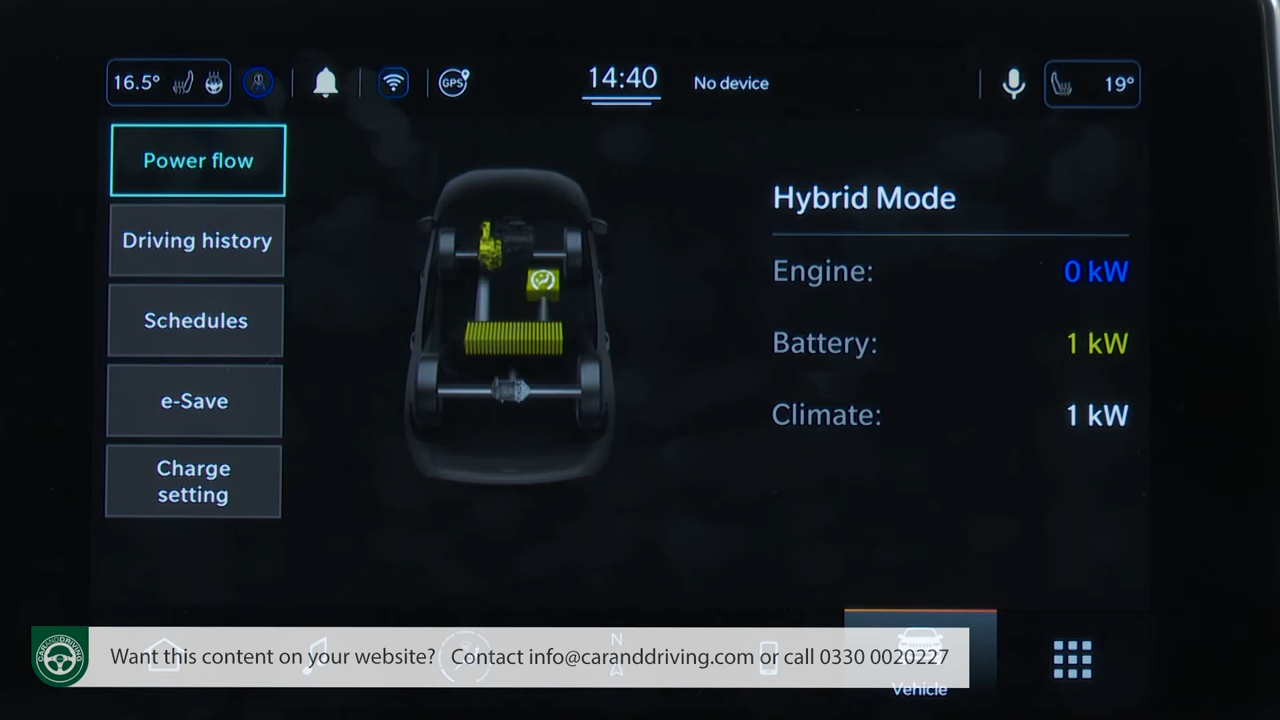 16.5°
GPS
14:40
No device
19°
Power flow
Driving history
Schedules
e-Save
Charge
setting
Hybrid Mode
Engine: 0 kW
Battery: 1 kW
Climate: 1 kW
N
A
CARANDDRIVING
Want this content on your website? Contact info@caranddriving.com or call 0330 0020227
Vehicle